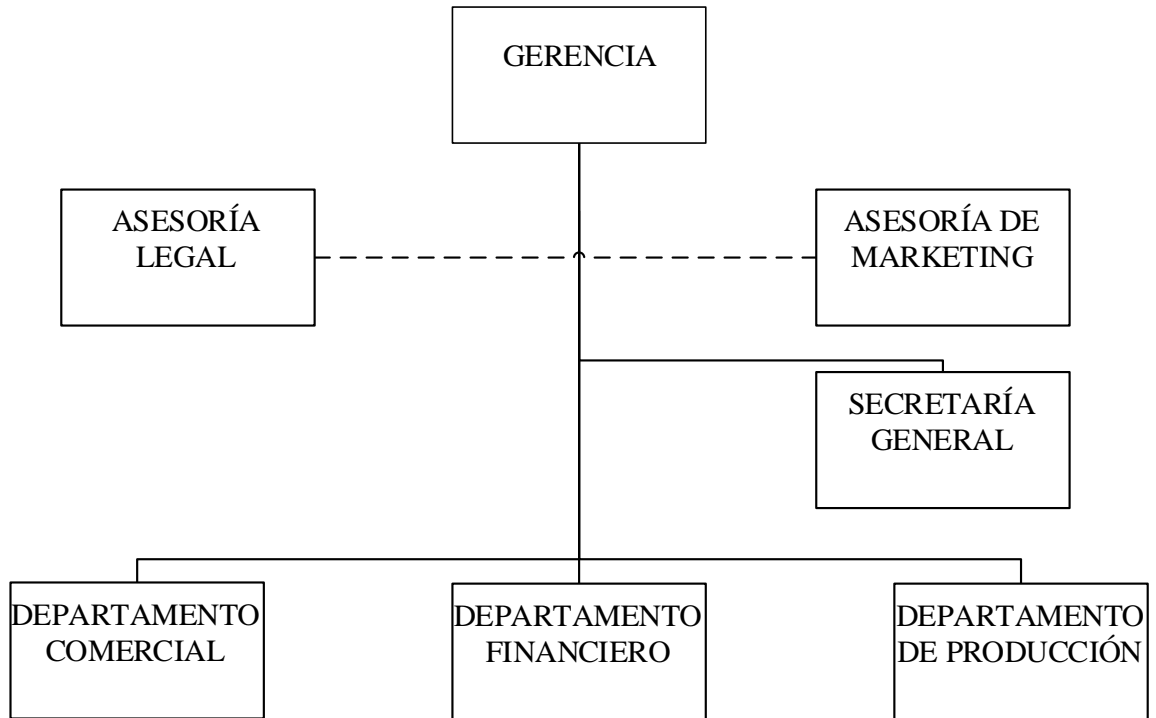 GERENCIA
ASESORÍA
LEGAL
ASESORÍA DE
MARKETING
SECRETARÍA
GENERAL
DEPARTAMENTO
COMERCIAL
DEPARTAMENTO
FINANCIERO
DEPARTAMENTO
DE PRODUCCIÓN